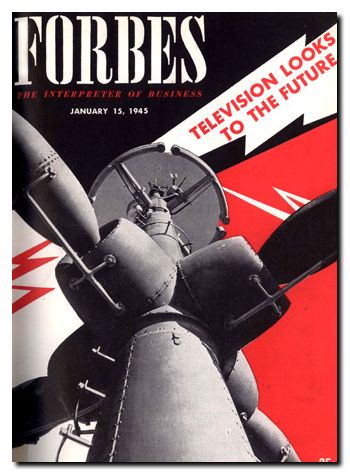 FORBES
THE INTERPRETER OF BUSINESS
JANUARY 15, 1945
TELEVISION LOOKS
TO THE FUTURE